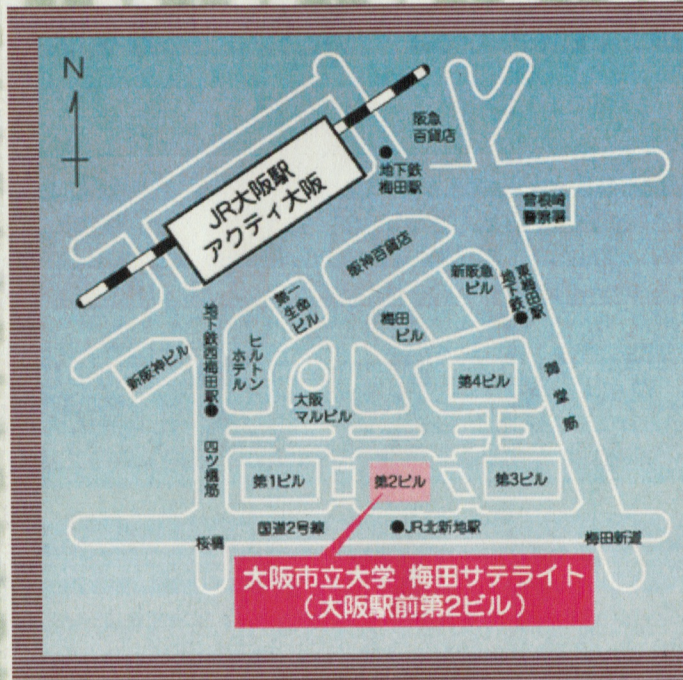 N
阪急
百貨店
地下鉄
梅田駅
JR大阪駅
アクティ大阪
曽根崎
警察署
阪神百貨店
新阪急
ビル
地下鉄
東梅田駅
第一
生命
ビル
梅田
ビル
地下鉄西梅田駅
ヒルトン
ホテル
新阪神ビル
大阪
マルビル
第4ビル
御堂筋
四ツ橋筋
第1ビル
第2ビル
第3ビル
国道2号線
JR北新地駅
桜橋
梅田新道
大阪市立大学 梅田サテライト
(大阪駅前第2ビル)